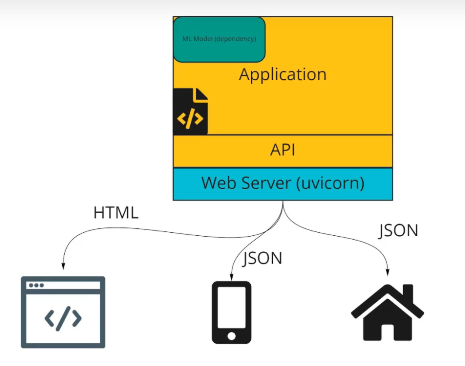 ML Model (dependency)
Application
</>
API
Web Server (uvicorn)
HTML
JSON
JSON
</>